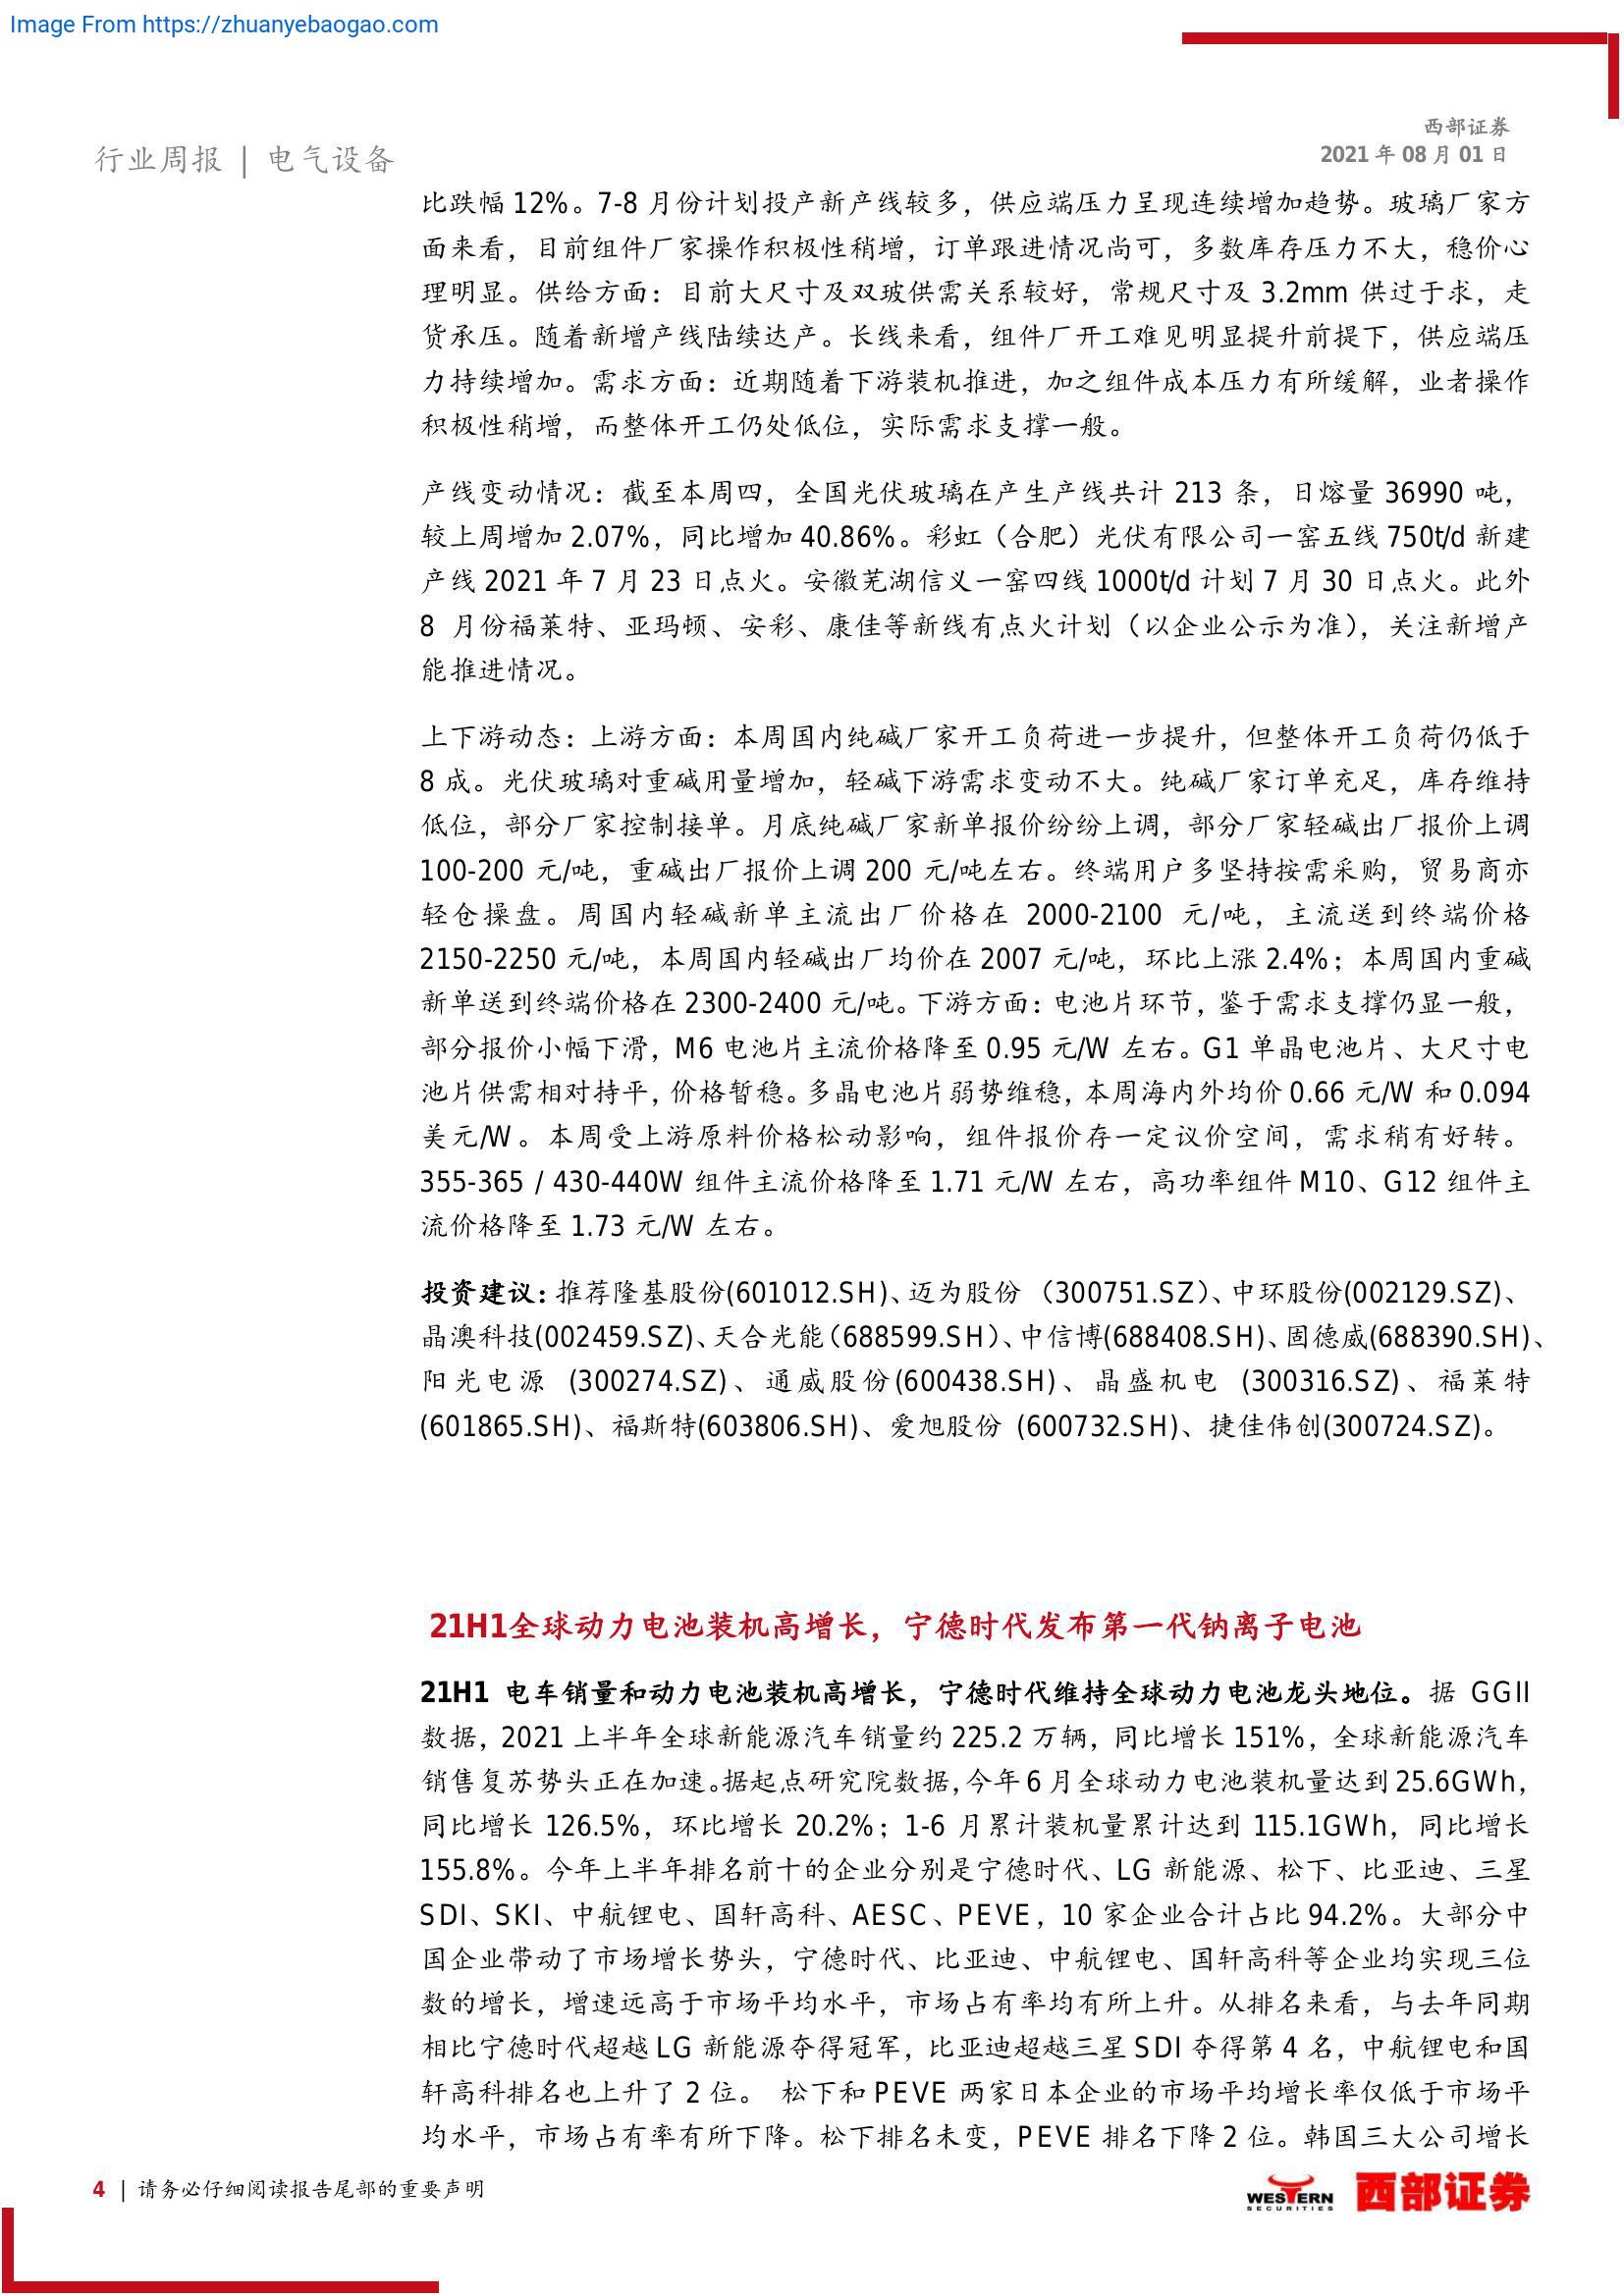 Image From https://zhuanyebaogao.com
西部证券
2021 年 08 月 01 日
行业周报 | 电气设备
比跌幅 12%。7-8 月份计划投产新产线较多，供应端压力呈现连续增加趋势。玻璃厂家方
面来看，目前组件厂家操作积极性稍增，订单跟进情况尚可，多数库存压力不大，稳价心
理明显。供给方面：目前大尺寸及双玻供需关系较好，常规尺寸及 3.2mm 供过于求，走
货承压。随着新增产线陆续达产。长线来看，组件厂开工难见明显提升前提下，供应端压
力持续增加。需求方面：近期随着下游装机推进，加之组件成本压力有所缓解，业者操作
积极性稍增，而整体开工仍处低位，实际需求支撑一般。
产线变动情况：截至本周四，全国光伏玻璃在产生产线共计 213 条，日熔量 36990 吨，
较上周增加 2.07%，同比增加 40.86%。彩虹（合肥）光伏有限公司一窑五线 750t/d 新建
产线 2021 年 7 月 23 日点火。安徽芜湖信义一窑四线 1000t/d 计划 7 月 30 日点火。此外
8 月份福莱特、亚玛顿、安彩、康佳等新线有点火计划（以企业公示为准），关注新增产
能推进情况。
上下游动态：上游方面：本周国内纯碱厂家开工负荷进一步提升，但整体开工负荷仍低于
8 成。光伏玻璃对重碱用量增加，轻碱下游需求变动不大。纯碱厂家订单充足，库存维持
低位，部分厂家控制接单。月底纯碱厂家新单报价纷纷上调，部分厂家轻碱出厂报价上调
100-200 元/吨，重碱出厂报价上调 200 元/吨左右。终端用户多坚持按需采购，贸易商亦
轻仓操盘。周国内轻碱新单主流出厂价格在 2000-2100 元/吨，主流送到终端价格
2150-2250 元/吨，本周国内轻碱出厂均价在 2007 元/吨，环比上涨 2.4%；本周国内重碱
新单送到终端价格在 2300-2400 元/吨。下游方面：电池片环节，鉴于需求支撑仍显一般，
部分报价小幅下滑，M6 电池片主流价格降至 0.95 元/W 左右。G1 单晶电池片、大尺寸电
池片供需相对持平，价格暂稳。多晶电池片弱势维稳，本周海内外均价 0.66 元/W 和 0.094
美元/W。本周受上游原料价格松动影响，组件报价存一定议价空间，需求稍有好转。
355-365 / 430-440W 组件主流价格降至 1.71 元/W 左右，高功率组件 M10、G12 组件主
流价格降至 1.73 元/W 左右。
投资建议：推荐隆基股份(601012.SH)、迈为股份（300751.SZ）、中环股份(002129.SZ)、
晶澳科技(002459.SZ)、天合光能（688599.SH）、中信博(688408.SH)、固德威(688390.SH)、
阳光电源 (300274.SZ)、通威股份(600438.SH)、晶盛机电 (300316.SZ)、福莱特
(601865.SH)、福斯特(603806.SH)、爱旭股份 (600732.SH)、捷佳伟创(300724.SZ)。
21H1全球动力电池装机高增长，宁德时代发布第一代钠离子电池
21H1 电车销量和动力电池装机高增长，宁德时代维持全球动力电池龙头地位。据 GGII
数据，2021 上半年全球新能源汽车销量约 225.2 万辆，同比增长 151%，全球新能源汽车
销售复苏势头正在加速。据起点研究院数据，今年 6 月全球动力电池装机量达到 25.6GWh，
同比增长 126.5%，环比增长 20.2%；1-6 月累计装机量累计达到 115.1GWh，同比增长
155.8%。今年上半年排名前十的企业分别是宁德时代、LG 新能源、松下、比亚迪、三星
SDI、SKI、中航锂电、国轩高科、AESC、PEVE，10 家企业合计占比 94.2%。大部分中
国企业带动了市场增长势头，宁德时代、比亚迪、中航锂电、国轩高科等企业均实现三位
数的增长，增速远高于市场平均水平，市场占有率均有所上升。从排名来看，与去年同期
相比宁德时代超越 LG 新能源夺得冠军，比亚迪超越三星 SDI 夺得第 4 名，中航锂电和国
轩高科排名也上升了 2 位。 松下和 PEVE 两家日本企业的市场平均增长率仅低于市场平
均水平，市场占有率有所下降。松下排名未变，PEVE 排名下降 2 位。韩国三大公司增长
4 | 请务必仔细阅读报告尾部的重要声明
WESTERN
SECURITIES
西部证券